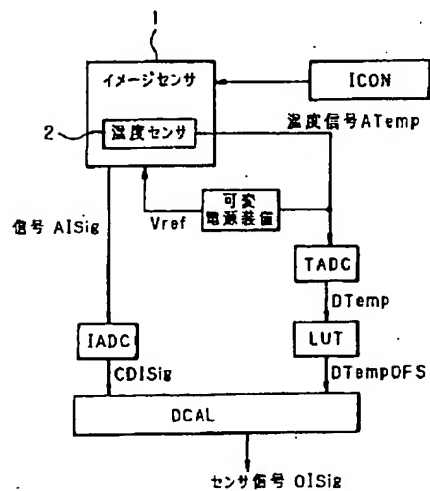 1
イメージセンサ
ICON
2
温度センサ
温度信号ATemp
可変
電源装置
Vref
信号 AISig
TADC
DTemp
IADC
LUT
CDISig
DTempOFS
DCAL
センサ信号 OISig